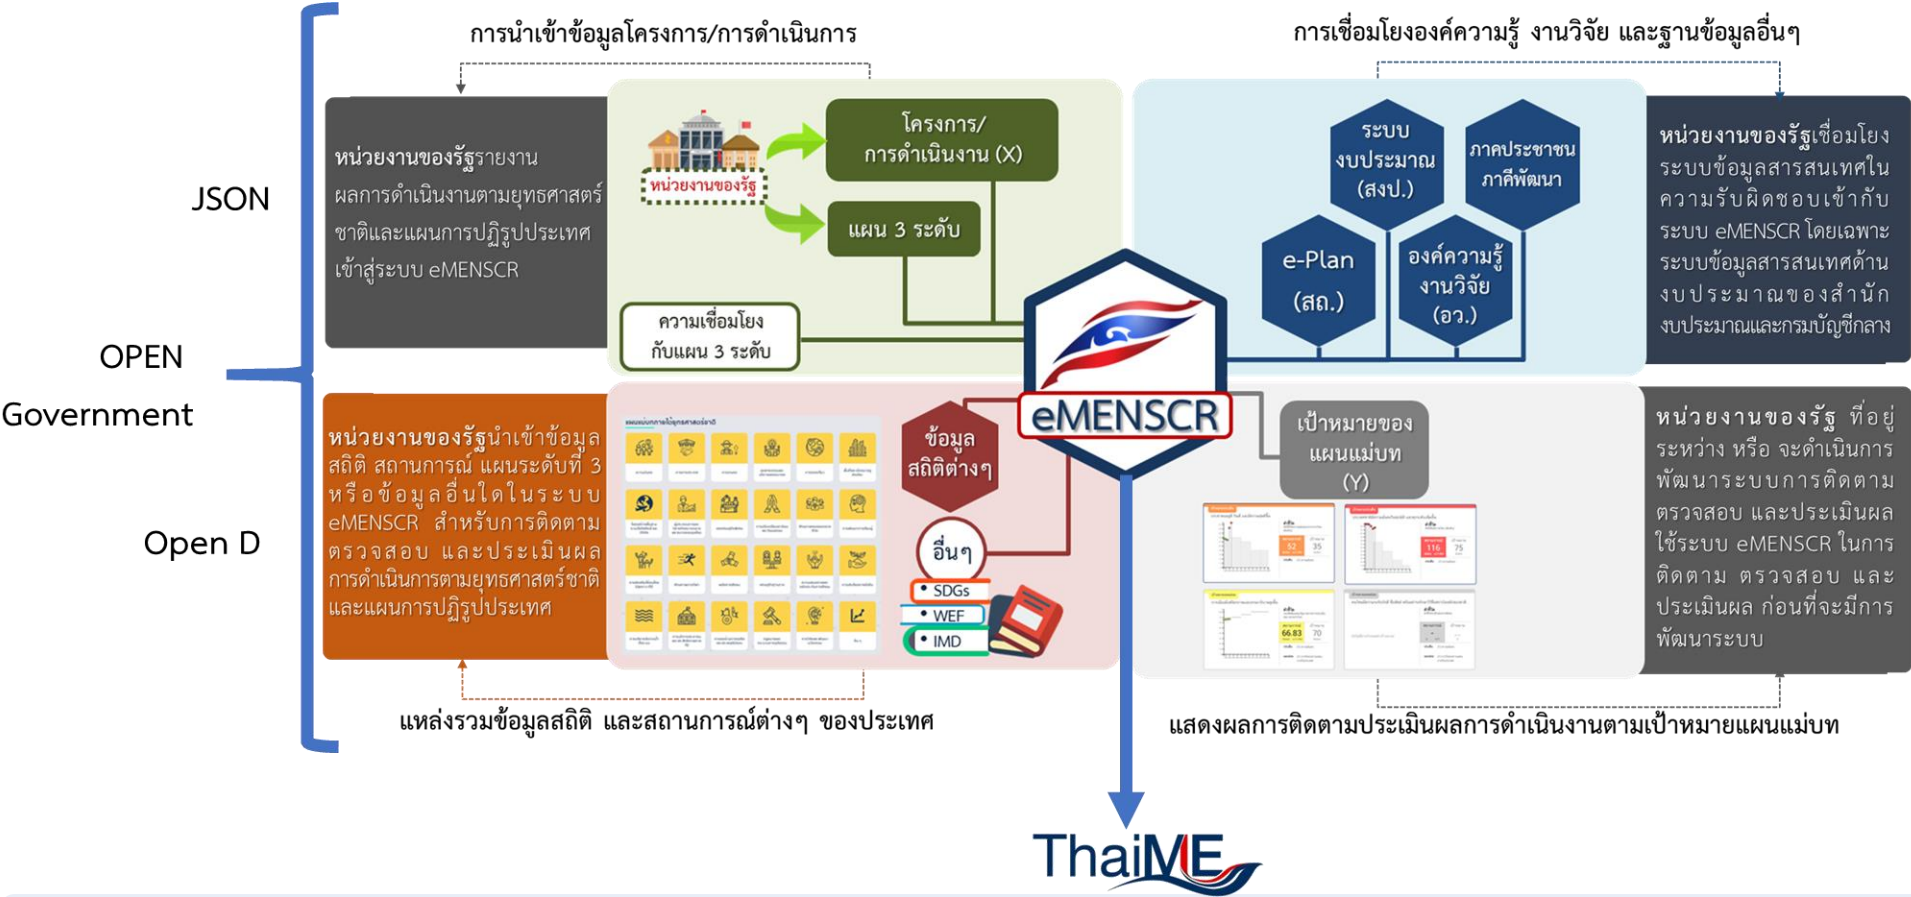 การนำเข้าข้อมูลโครงการ/การดำเนินการ
การเชื่อมโยงองค์ความรู้ งานวิจัย และฐานข้อมูลอื่นๆ
JSON
OPEN
Government
Open D
หน่วยงานของรัฐรายงาน
ผลการดำเนินงานตามยุทธศาสตร์
ชาติและแผนการปฏิรูปประเทศ
เข้าสู่ระบบ eMENSCR
หน่วยงานของรัฐ
โครงการ/
การดำเนินงาน (X)
แผน 3 ระดับ
ความเชื่อมโยง
กับแผน 3 ระดับ
ระบบ
งบประมาณ
(สงป.)
ภาคประชาชน
ภาคีพัฒนา
e-Plan
(สถ.)
องค์ความรู้
งานวิจัย
(อว.)
หน่วยงานของรัฐเชื่อมโยง
ระบบข้อมูลสารสนเทศใน
ความรับผิดชอบเข้ากับ
ระบบ eMENSCR โดยเฉพาะ
ระบบข้อมูลสารสนเทศด้าน
งบประมาณของสำนัก
งบประมาณและกรมบัญชีกลาง
eMENSCR
หน่วยงานของรัฐนำเข้าข้อมูล
สถิติ สถานการณ์ แผนระดับที่ 3
หรือข้อมูลอื่นใดในระบบ
eMENSCR สำหรับการติดตาม
ตรวจสอบ และประเมินผล
การดำเนินการตามยุทธศาสตร์ชาติ
และแผนการปฏิรูปประเทศ
แผนแม่บทภายใต้ยุทธศาสตร์ชาติ
ข้อมูล
สถิติต่างๆ
อื่นๆ
• SDGs
• WEF
• IMD
เป้าหมายของ
แผนแม่บท
(Y)
52
35
116
75
66.83
70
หน่วยงานของรัฐ ที่อยู่
ระหว่าง หรือ จะดำเนินการ
พัฒนาระบบการติดตาม
ตรวจสอบ และประเมินผล
ใช้ระบบ eMENSCR ในการ
ติดตาม ตรวจสอบ และ
ประเมินผล ก่อนที่จะมีการ
พัฒนาระบบ
แหล่งรวมข้อมูลสถิติ และสถานการณ์ต่างๆ ของประเทศ
แสดงผลการติดตามประเมินผลการดำเนินงานตามเป้าหมายแผนแม่บท
ThaiME